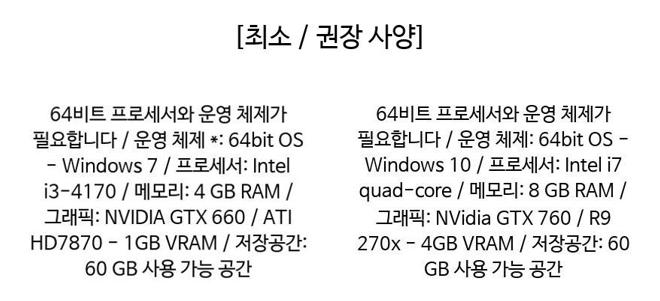 [최소 / 권장 사양]
64비트 프로세서와 운영 체제가
필요합니다 / 운영 체제 *: 64bit OS
- Windows 7 / 프로세서: Intel
i3-4170 / 메모리: 4 GB RAM /
그래픽: NVIDIA GTX 660 / ATI
HD7870 - 1GB VRAM / 저장공간:
60 GB 사용 가능 공간
64비트 프로세서와 운영 체제가
필요합니다 / 운영 체제: 64bit OS -
Windows 10 / 프로세서: Intel i7
quad-core / 메모리: 8 GB RAM /
그래픽: NVidia GTX 760 / R9
270x - 4GB VRAM / 저장공간: 60
GB 사용 가능 공간